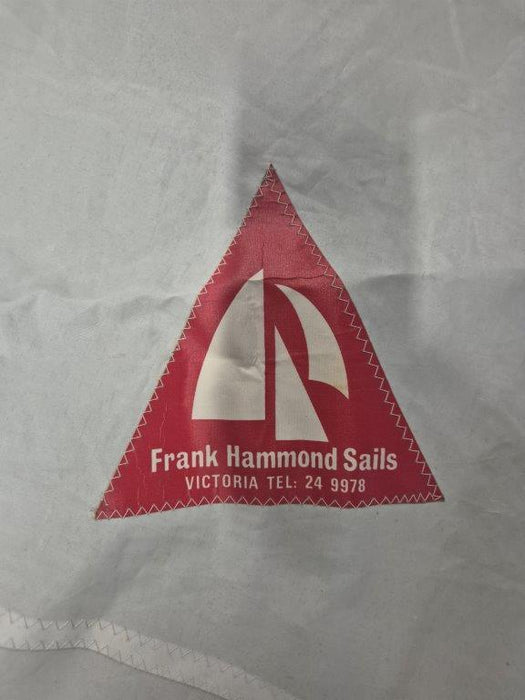 Frank Hammond Sails
VICTORIA TEL: 24 9978